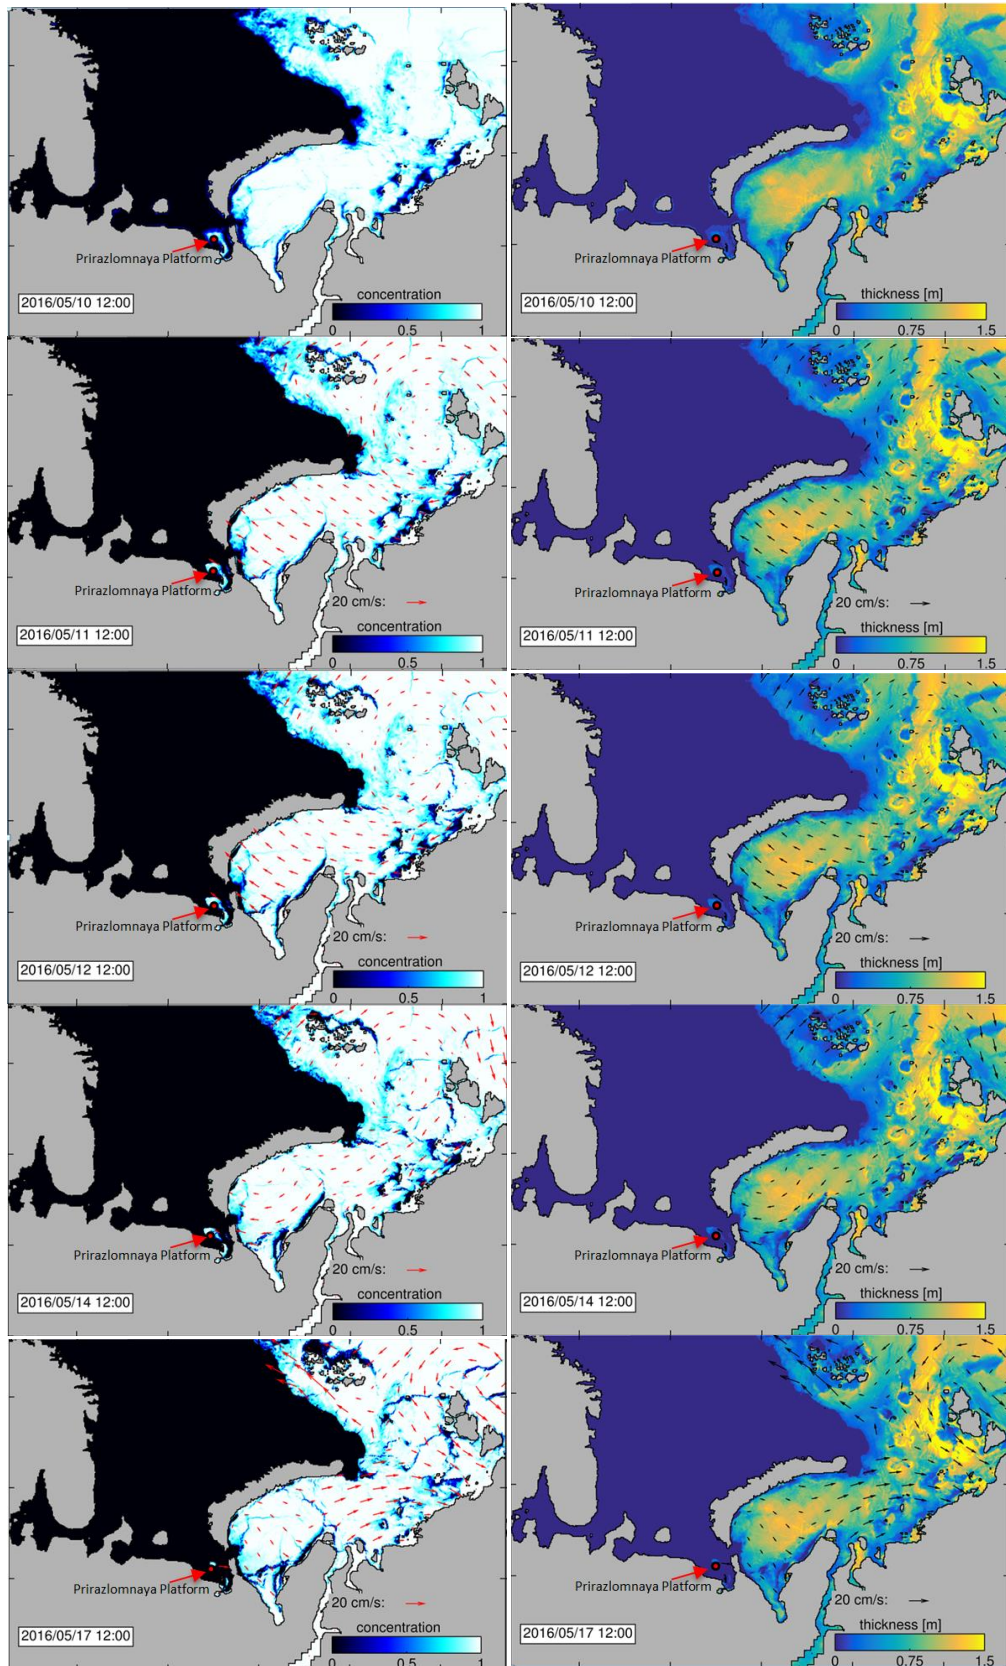 Prirazlomnaya Platform
2016/05/10 12:00
concentration
0 0.5 1
Prirazlomnaya Platform
2016/05/10 12:00
thickness [m]
0 0.75 1.5
Prirazlomnaya Platform
20 cm/s:
2016/05/11 12:00
concentration
0 0.5 1
Prirazlomnaya Platform
20 cm/s:
2016/05/11 12:00
thickness [m]
0 0.75 1.5
Prirazlomnaya Platform
20 cm/s:
2016/05/12 12:00
concentration
0 0.5 1
Prirazlomnaya Platform
20 cm/s:
2016/05/12 12:00
thickness [m]
0 0.75 1.5
Prirazlomnaya Platform
20 cm/s:
2016/05/14 12:00
concentration
0 0.5 1
Prirazlomnaya Platform
20 cm/s:
2016/05/14 12:00
thickness [m]
0 0.75 1.5
Prirazlomnaya Platform
20 cm/s:
2016/05/17 12:00
concentration
0 0.5 1
Prirazlomnaya Platform
20 cm/s:
2016/05/17 12:00
thickness [m]
0 0.75 1.5